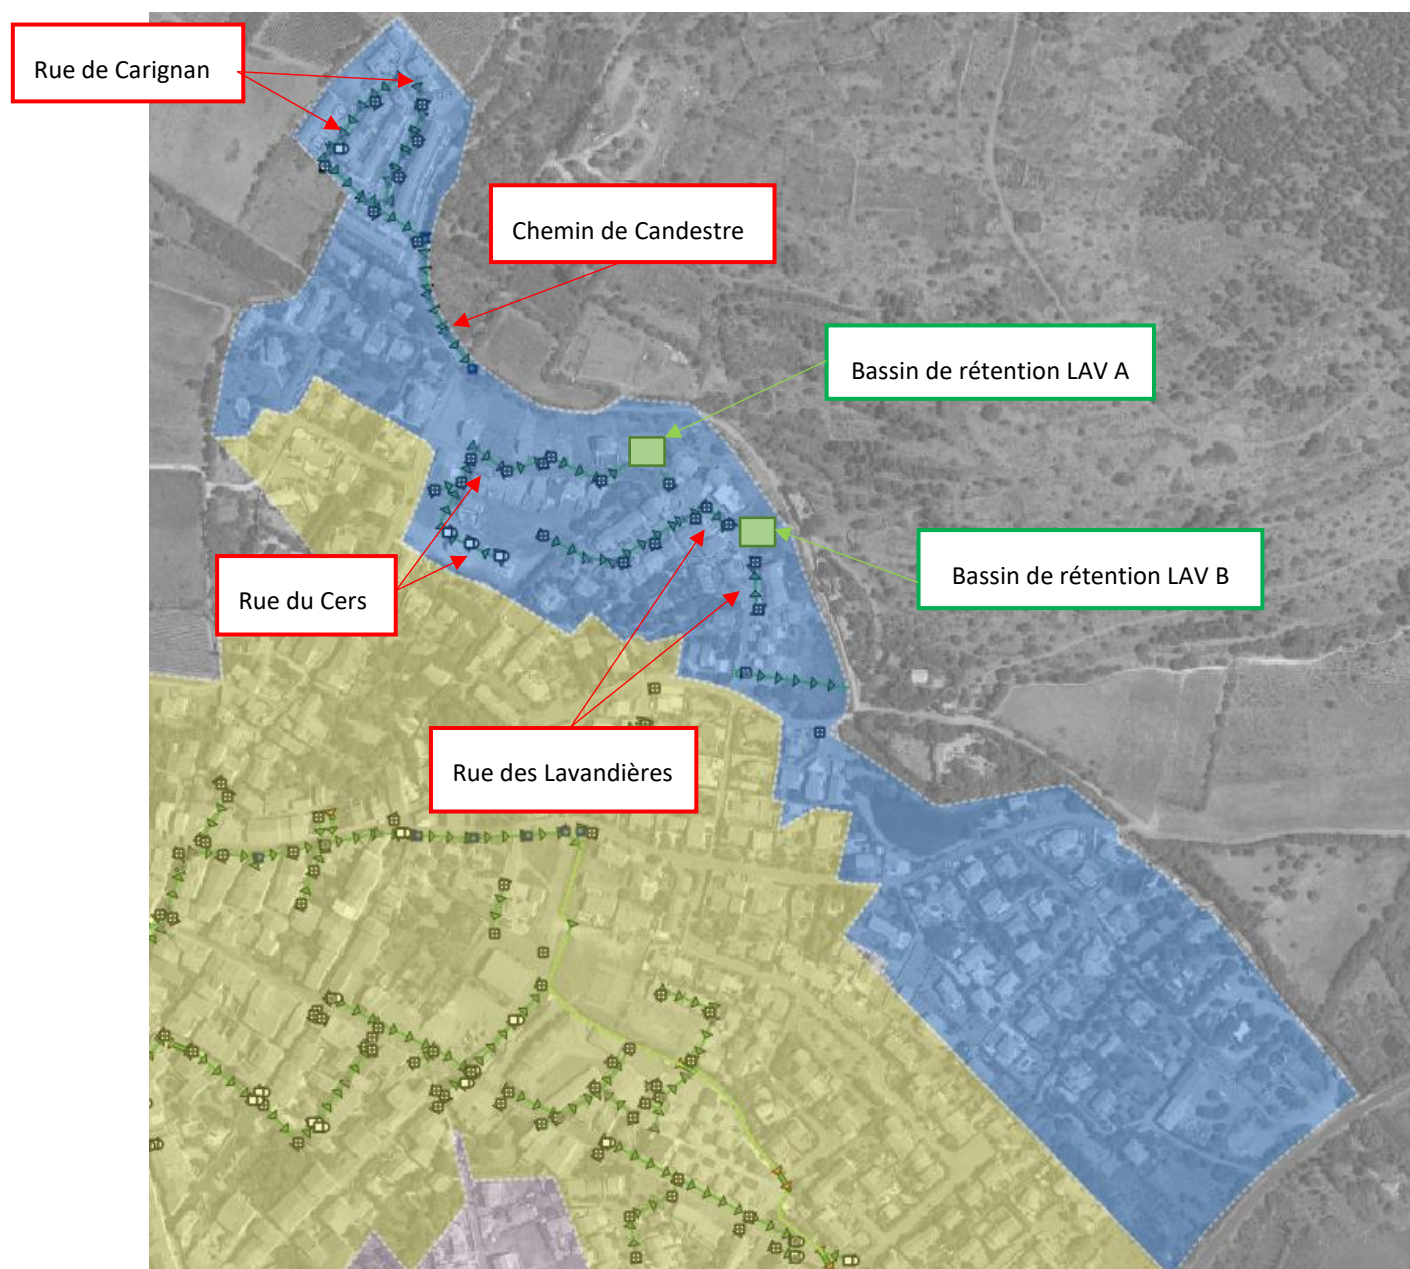 Rue de Carignan
Chemin de Candestre
Bassin de rétention LAV A
Bassin de rétention LAV B
Rue du Cers
Rue des Lavandières